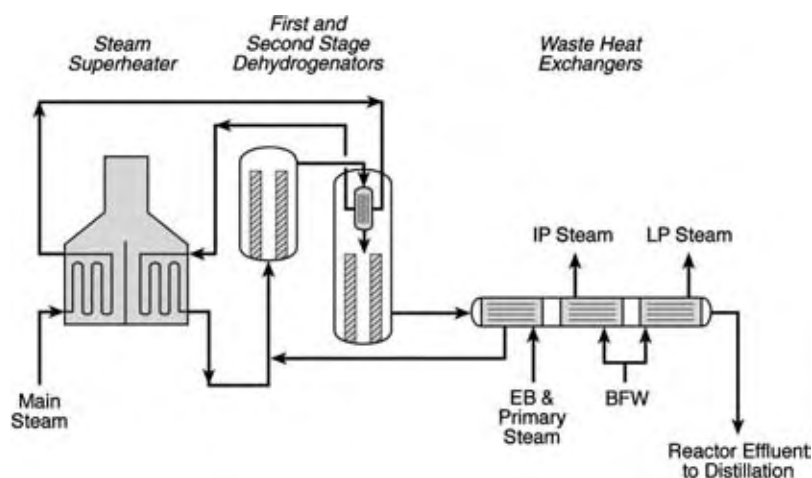 Steam
Superheater
First and
Second Stage
Dehydrogenators
Waste Heat
Exchangers
IP Steam
LP Steam
Main
Steam
EB &
Primary
Steam
BFW
Reactor Effluent
to Distillation